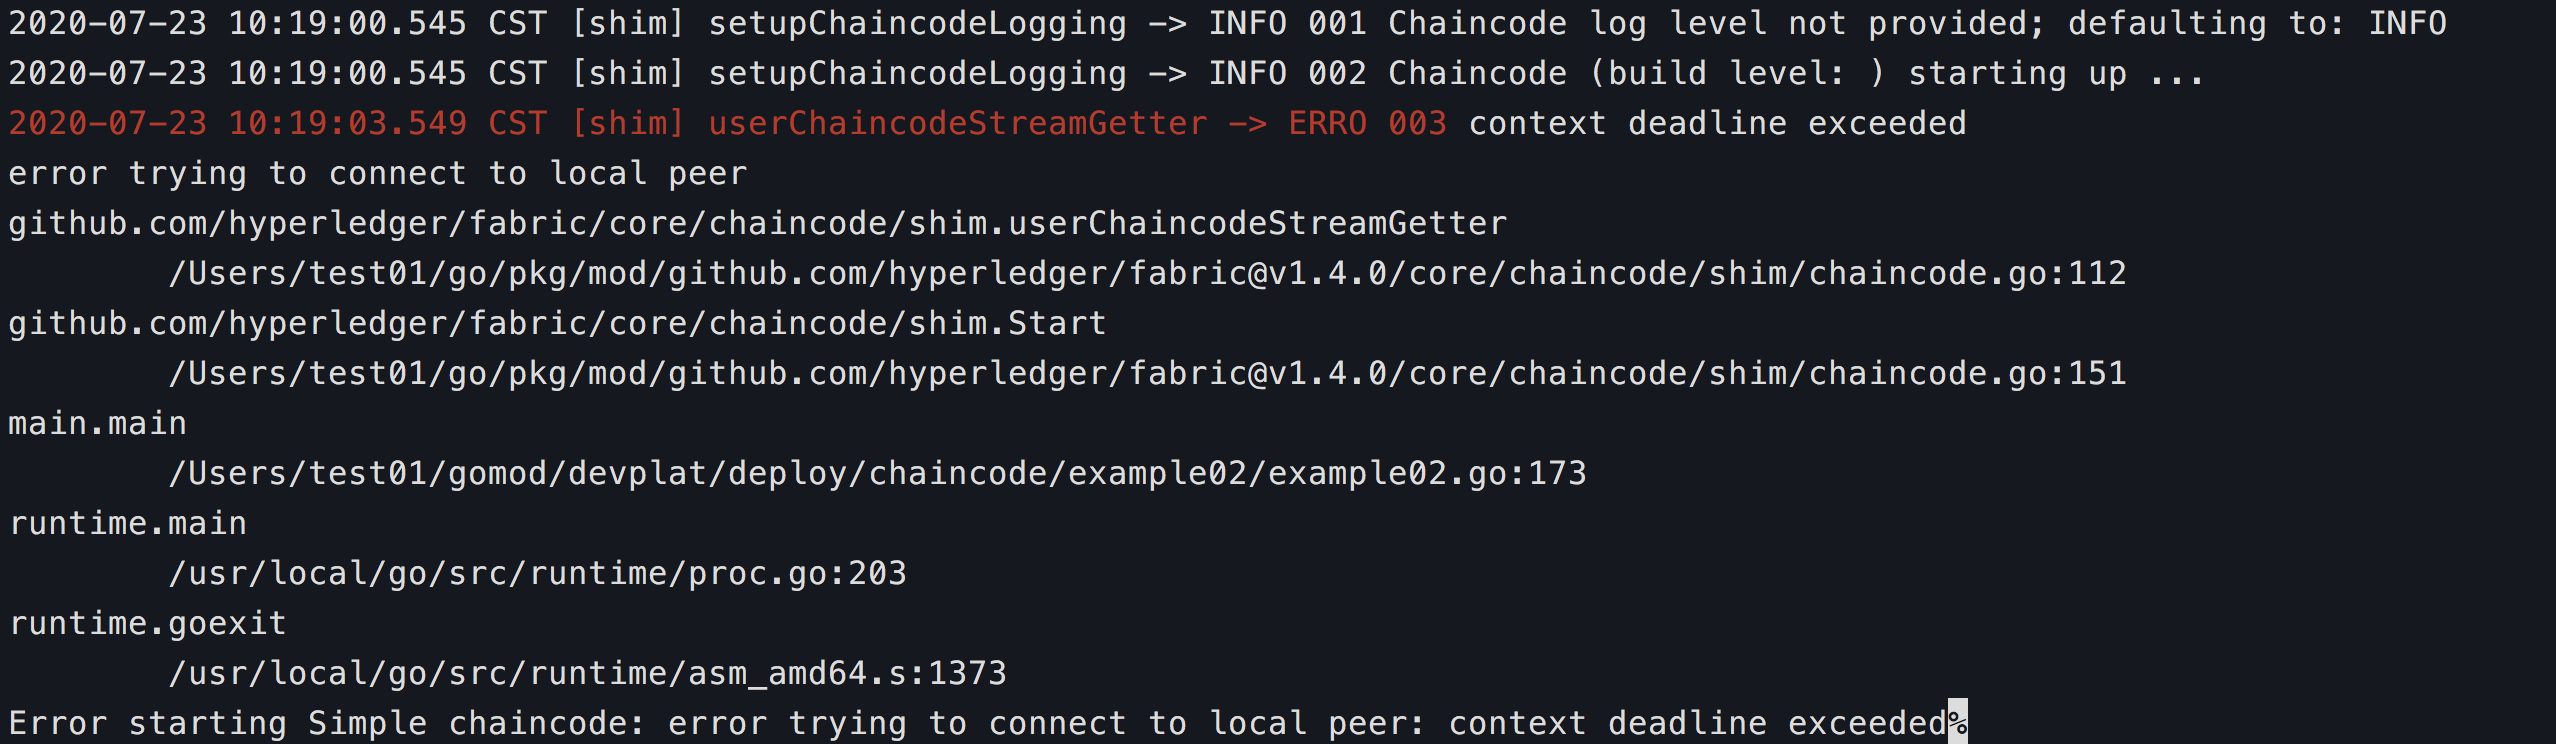 2020-07-23 10:19:00.545 CST [shim] setupChaincodeLogging -> INFO 001 Chaincode log level not provided; defaulting to: INFO
2020-07-23 10:19:00.545 CST [shim] setupChaincodeLogging -> INFO 002 Chaincode (build level: ) starting up ...
2020-07-23 10:19:03.549 CST [shim] userChaincodeStreamGetter -> ERRO 003 context deadline exceeded
error trying to connect to local peer
github.com/hyperledger/fabric/core/chaincode/shim.userChaincodeStreamGetter
        /Users/test01/go/pkg/mod/github.com/hyperledger/fabric@v1.4.0/core/chaincode/shim/chaincode.go:112
github.com/hyperledger/fabric/core/chaincode/shim.Start
        /Users/test01/go/pkg/mod/github.com/hyperledger/fabric@v1.4.0/core/chaincode/shim/chaincode.go:151
main.main
        /Users/test01/gomod/devplat/deploy/chaincode/example02/example02.go:173
runtime.main
        /usr/local/go/src/runtime/proc.go:203
runtime.goexit
        /usr/local/go/src/runtime/asm_amd64.s:1373
Error starting Simple chaincode: error trying to connect to local peer: context deadline exceeded%